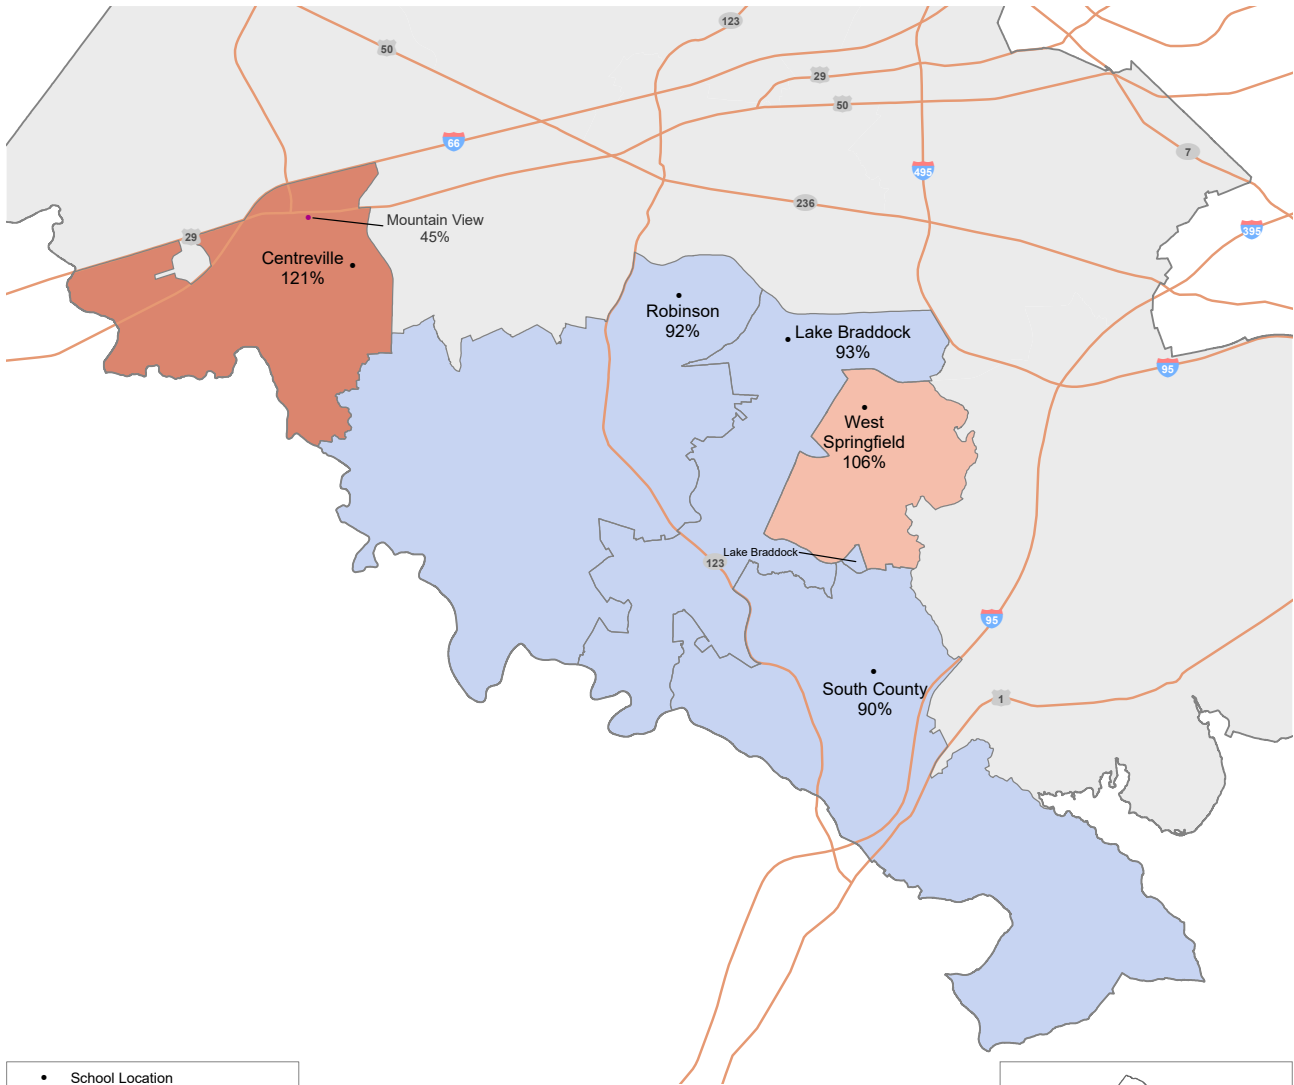 123
50
29
50
66
7
495
236
395
Mountain View
45%
29
Centreville
121%
Robinson
92%
Lake Braddock
93%
95
West
Springfield
106%
Lake Braddock
123
95
South County
90%
1
School Location